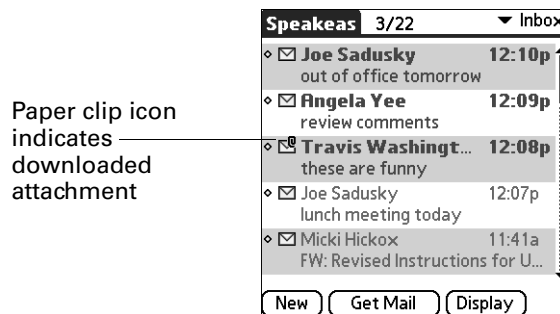 Speakeas 3/22 Inbox
Joe Sadusky 12:10p
out of office tomorrow
Angela Yee 12:09p
review comments
Travis Washingt... 12:08p
these are funny
Joe Sadusky 12:07p
lunch meeting today
Micki Hickox 11:41a
FW: Revised Instructions for U...
New Get Mail Display
Paper clip icon
indicates
downloaded
attachment